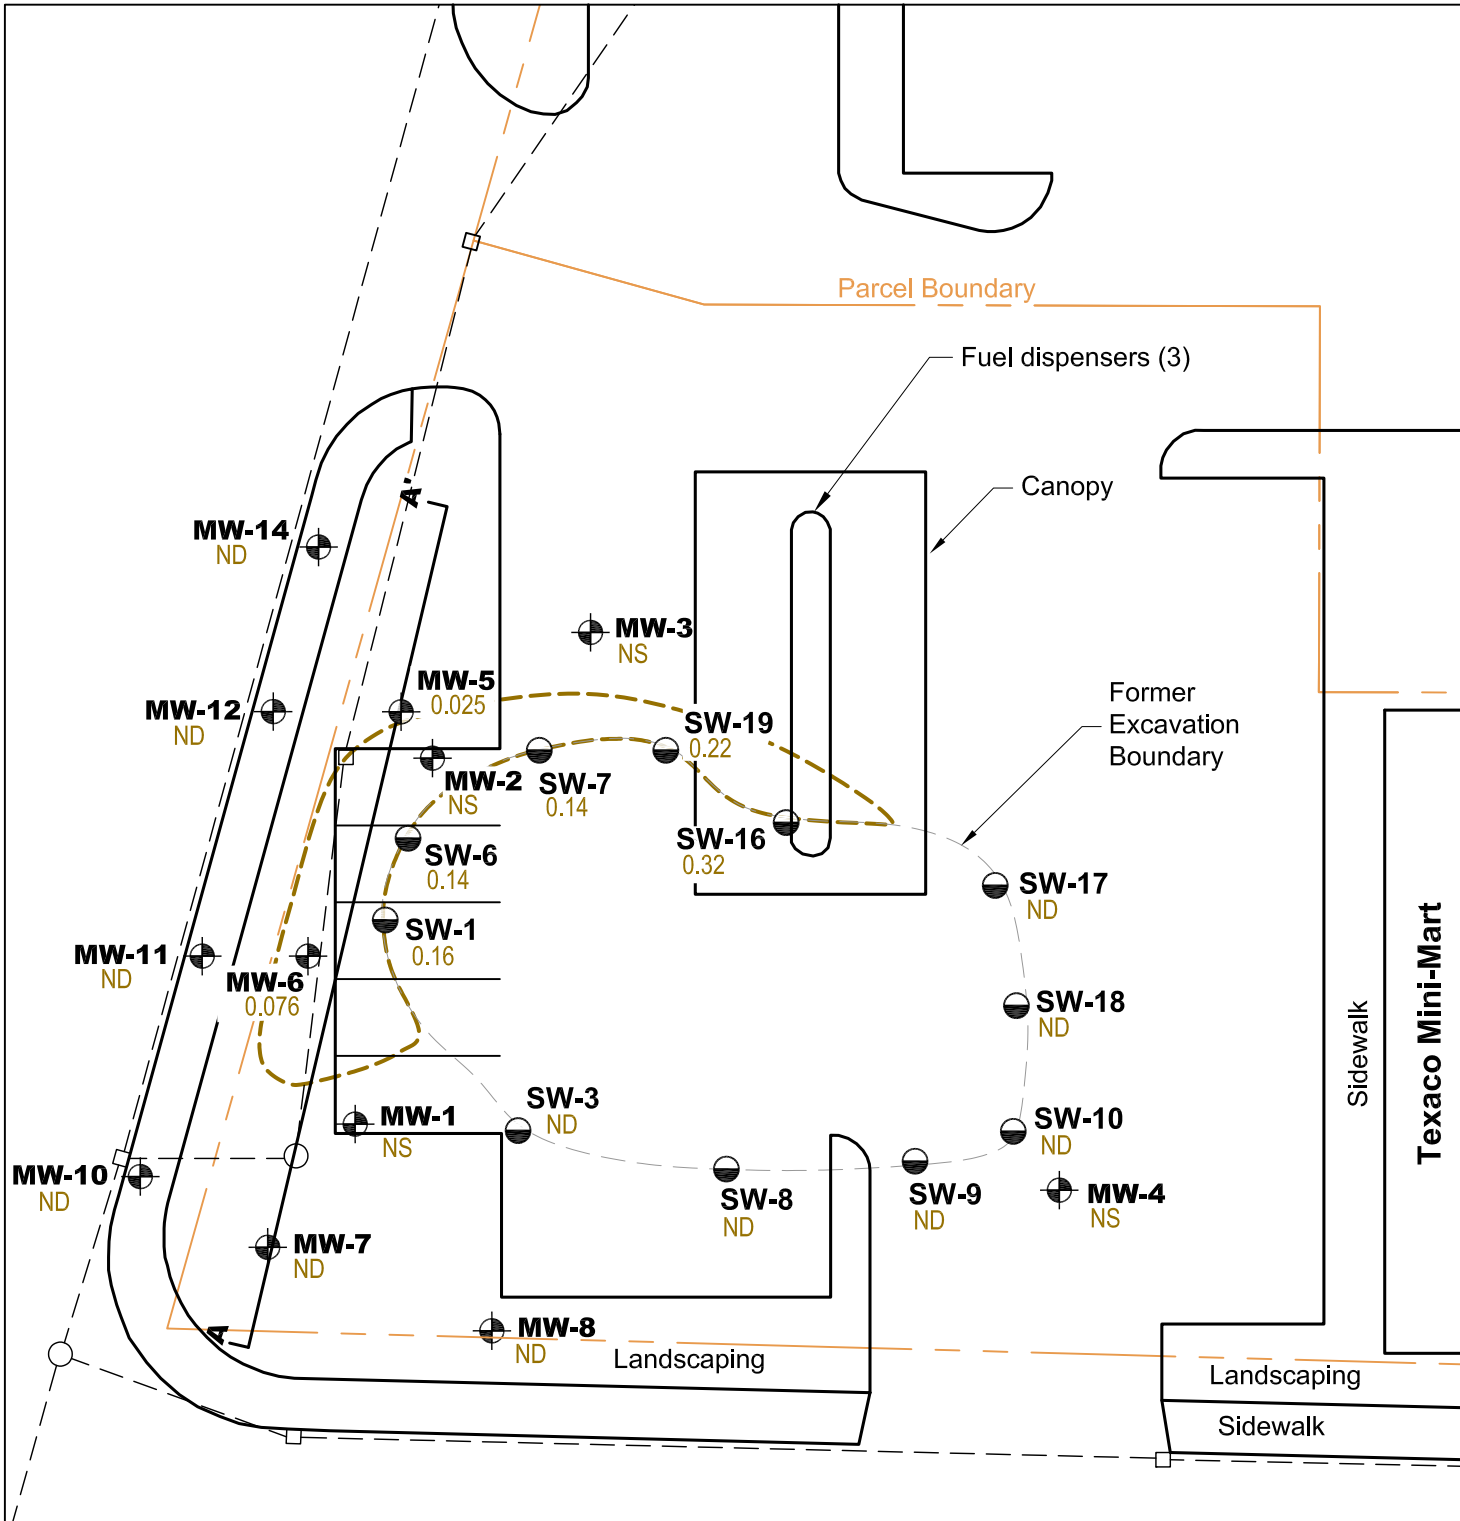 Parcel Boundary
Fuel dispensers (3)
Canopy
A'
MW-14
ND
MW-3
NS
MW-5
0.025
MW-12
ND
Former
Excavation
Boundary
SW-19
0.22
MW-2
NS
SW-7
0.14
SW-16
0.32
SW-6
0.14
SW-17
ND
SW-1
0.16
MW-11
ND
MW-6
0.076
SW-18
ND
Sidewalk
Texaco Mini-Mart
MW-1
NS
SW-3
ND
SW-10
ND
MW-10
ND
SW-8
ND
SW-9
ND
MW-4
NS
MW-7
ND
A
MW-8
ND
Landscaping
Landscaping
Sidewalk